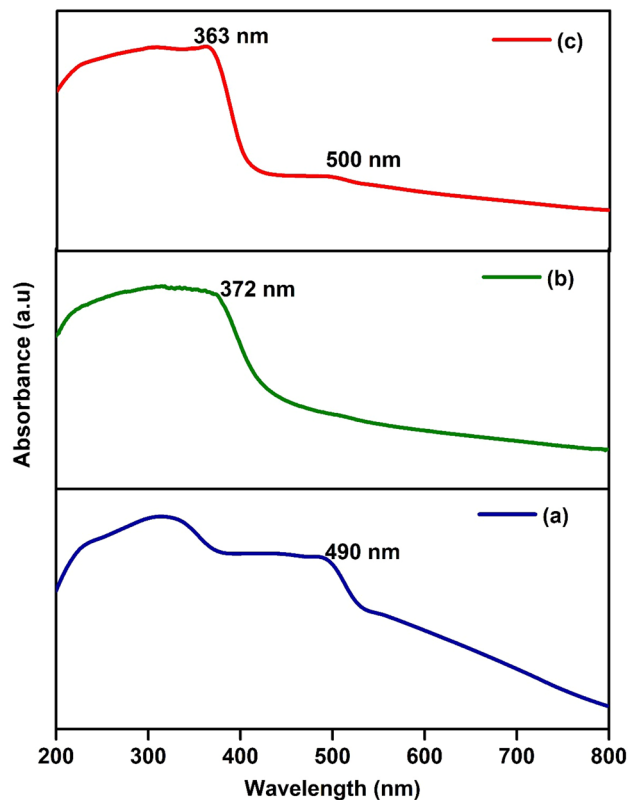 363 nm
(c)
500 nm
372 nm
(b)
490 nm
(a)
Absorbance (a.u)
200 300 400 500 600 700 800
Wavelength (nm)